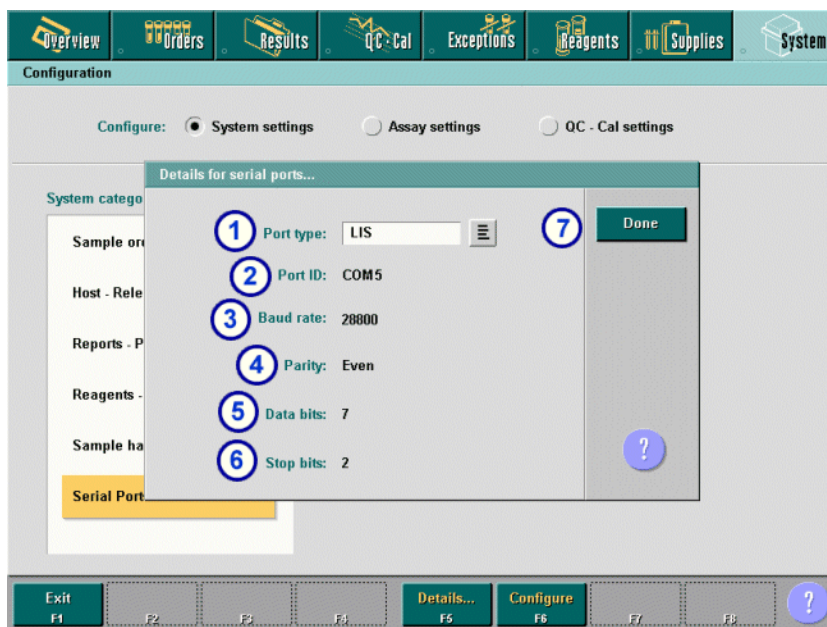 Overview Orders Results QC - Cal Exceptions Reagents Supplies System
Configuration
Configure: System settings Assay settings QC - Cal settings
Details for serial ports...
System catego
Sample ord
Host - Rele
Reports - P
Reagents -
Sample ha
Serial Port
1 Port type: LIS
2 Port ID: COM5
3 Baud rate: 28800
4 Parity: Even
5 Data bits: 7
6 Stop bits: 2
7 Done
?
Exit Details... Configure ?
F1 F2 F3 F4 F5 F6 F7 F8